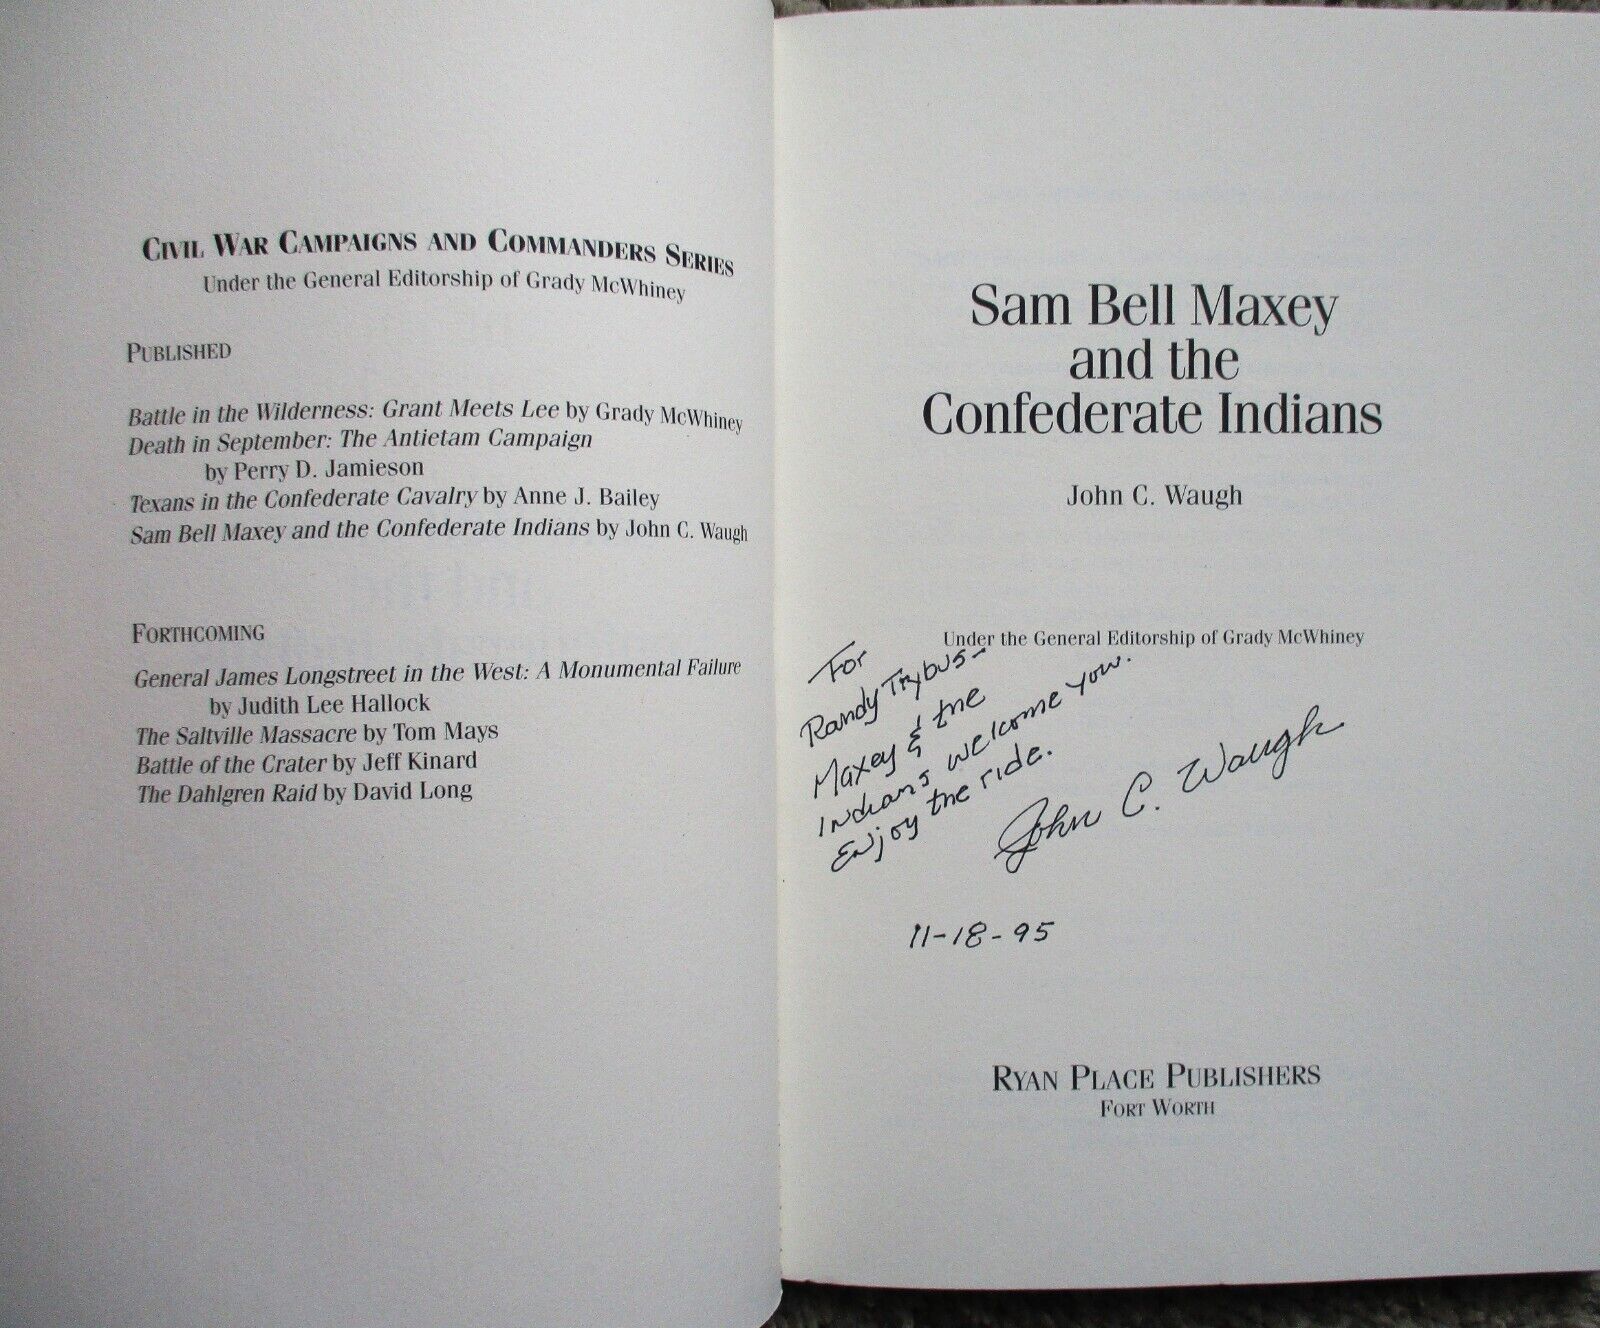 CIVIL WAR CAMPAIGNS AND COMMANDERS SERIES
Under the General Editorship of Grady McWhiney
PUBLISHED
Battle in the Wilderness: Grant Meets Lee by Grady McWhiney
Death in September: The Antietam Campaign
by Perry D. Jamieson
Texans in the Confederate Cavalry by Anne J. Bailey
Sam Bell Maxey and the Confederate Indians by John C. Waugh
FORTHCOMING
General James Longstreet in the West: A Monumental Failure
by Judith Lee Hallock
The Saltville Massacre by Tom Mays
Battle of the Crater by Jeff Kinard
The Dahlgren Raid by David Long
Sam Bell Maxey
and the
Confederate Indians
John C. Waugh
Under the General Editorship of Grady McWhiney
For
Randy Trybus—
Maxey & the
Indians welcome you.
Enjoy the ride.
John C. Waugh
11-18-95
RYAN PLACE PUBLISHERS
FORT WORTH